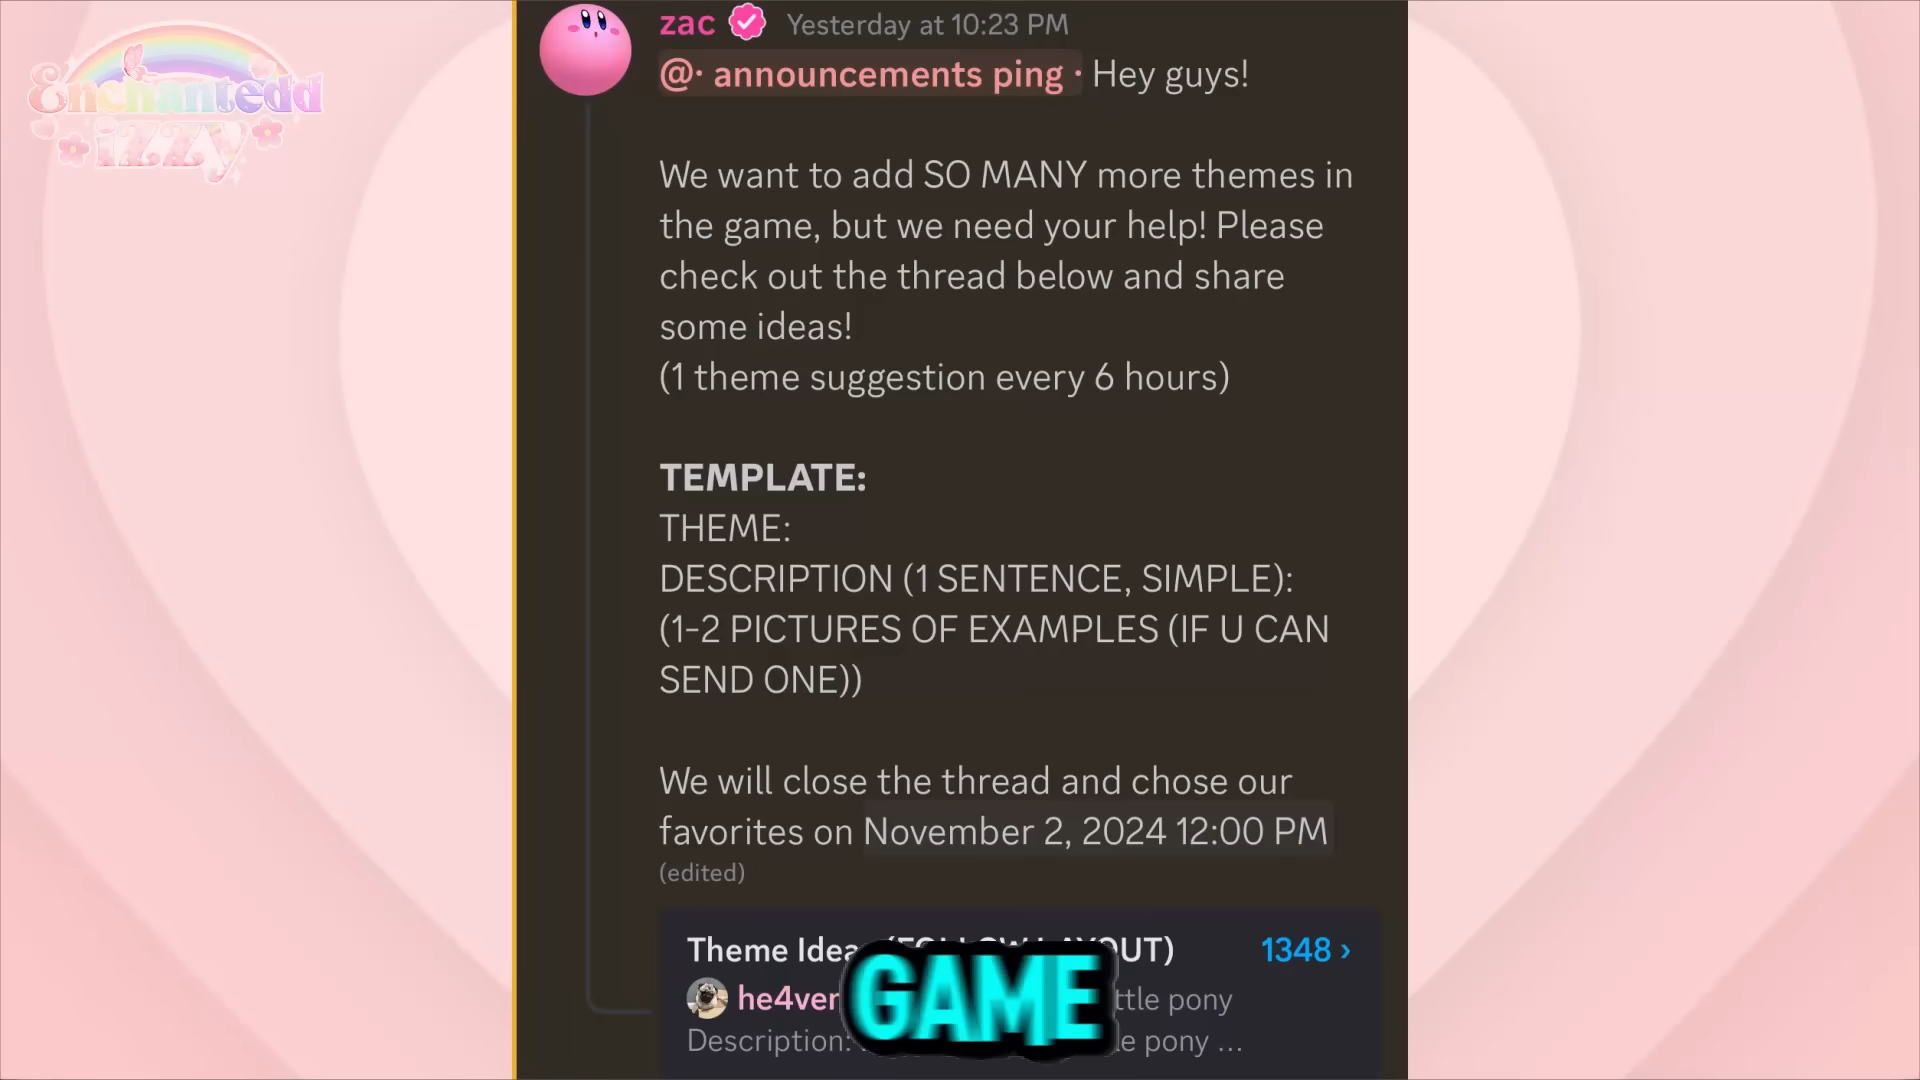 Enchantedd
izzy
zac Yesterday at 10:23 PM
@· announcements ping · Hey guys!
We want to add SO MANY more themes in
the game, but we need your help! Please
check out the thread below and share
some ideas!
(1 theme suggestion every 6 hours)
TEMPLATE:
THEME:
DESCRIPTION (1 SENTENCE, SIMPLE):
(1-2 PICTURES OF EXAMPLES (IF U CAN
SEND ONE))
We will close the thread and chose our
favorites on November 2, 2024 12:00 PM
(edited)
Theme Idea 1348 ›
he4ven pony
Description: pony ...
GAME